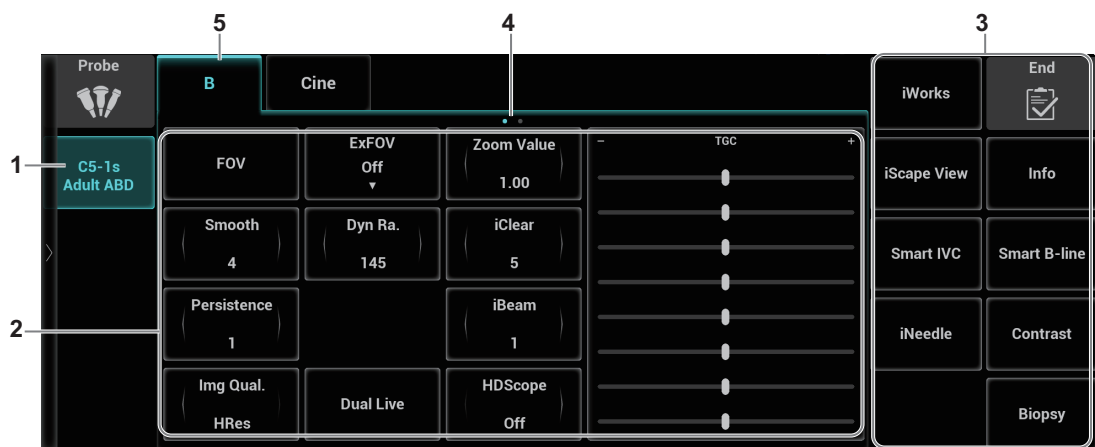 5
4
3
Probe
B
Cine
iWorks
End
1
C5-1s
Adult ABD
FOV
ExFOV
Off
▼
Zoom Value
1.00
− TGC +
iScape View
Info
Smooth
4
Dyn Ra.
145
iClear
5
Smart IVC
Smart B-line
2
Persistence
1
iBeam
1
iNeedle
Contrast
Img Qual.
HRes
Dual Live
HDScope
Off
Biopsy